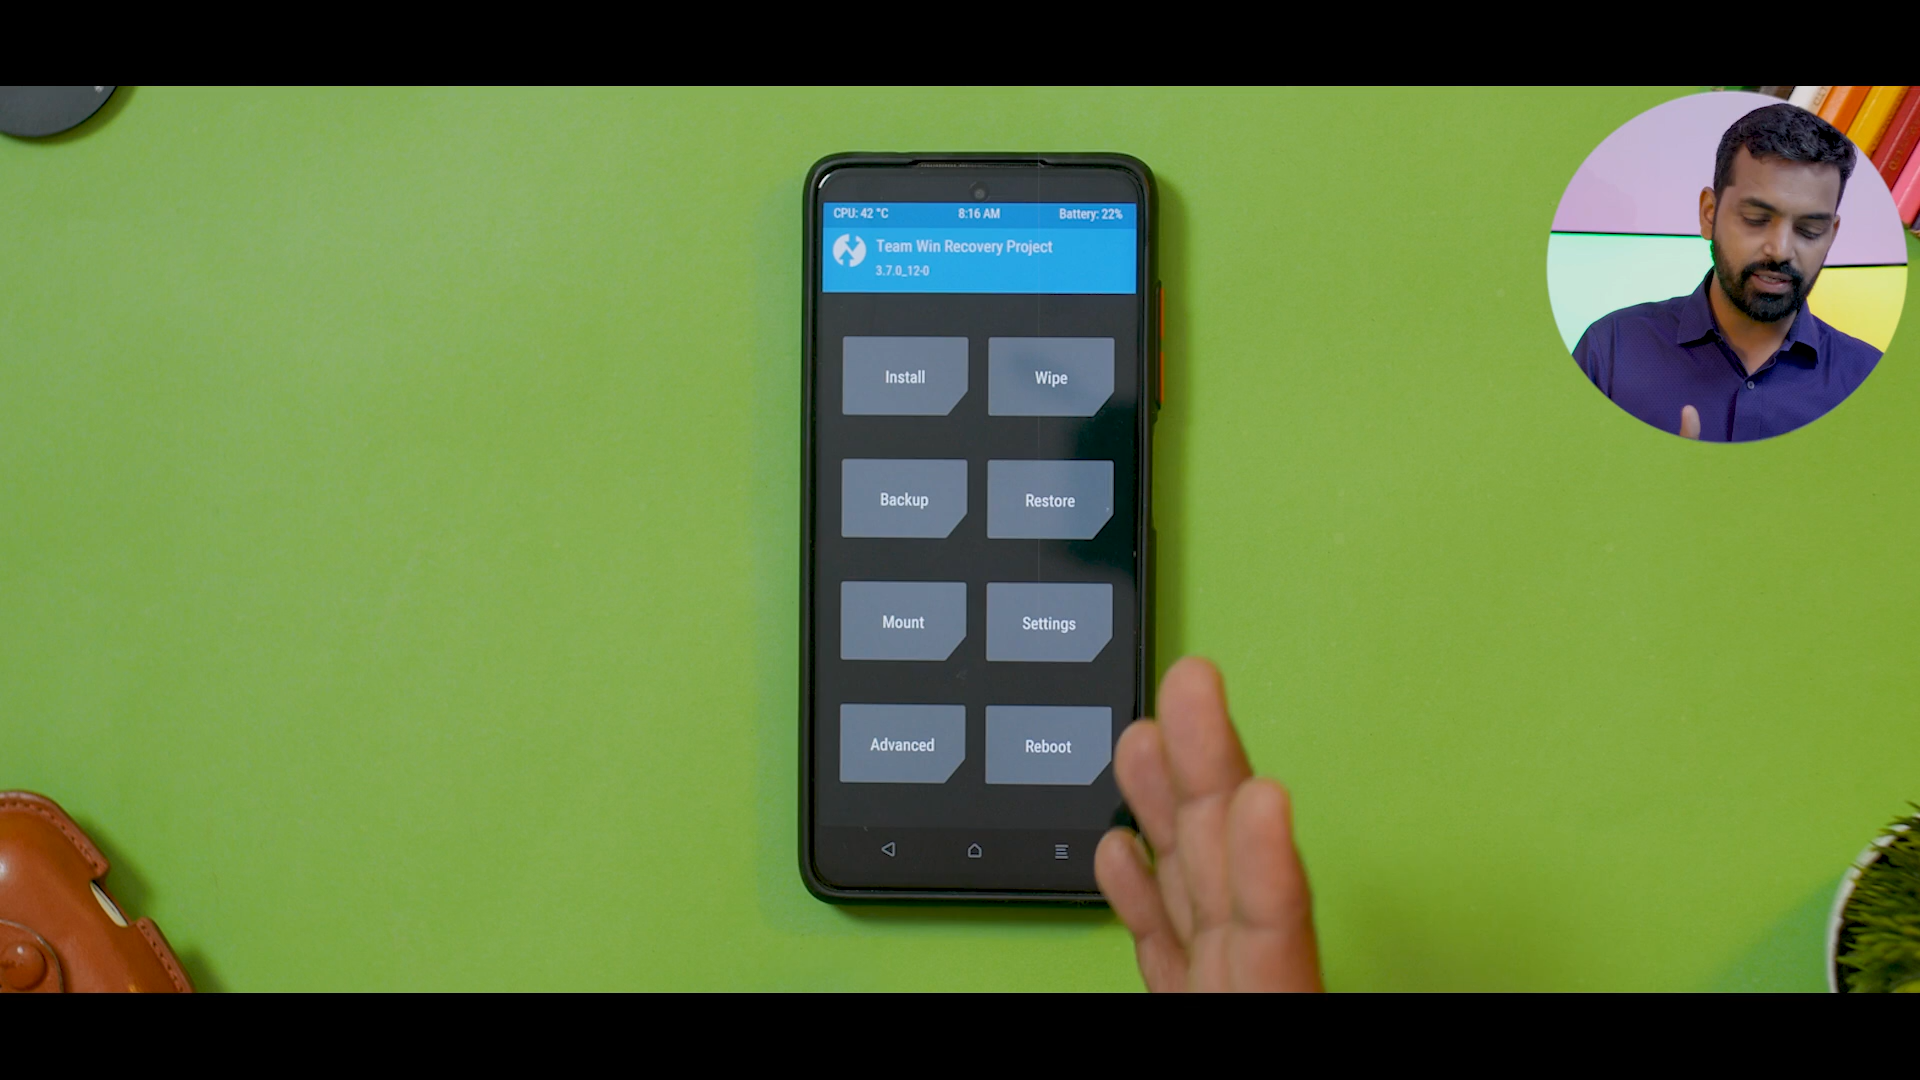 CPU: 42 °C 8:16 AM Battery: 22%
Team Win Recovery Project
3.7.0_12-0
Install Wipe
Backup Restore
Mount Settings
Advanced Reboot